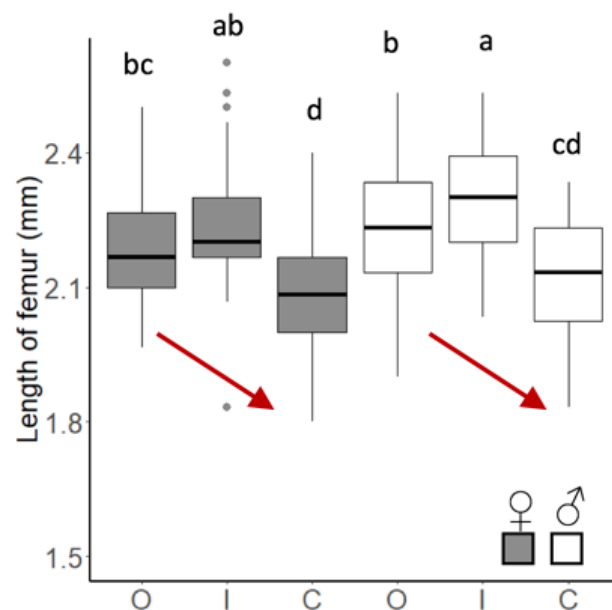 ab
b
a
bc
d
cd
Length of femur (mm)
2.4
2.1
1.8
1.5
♀ ♂
O I C O I C